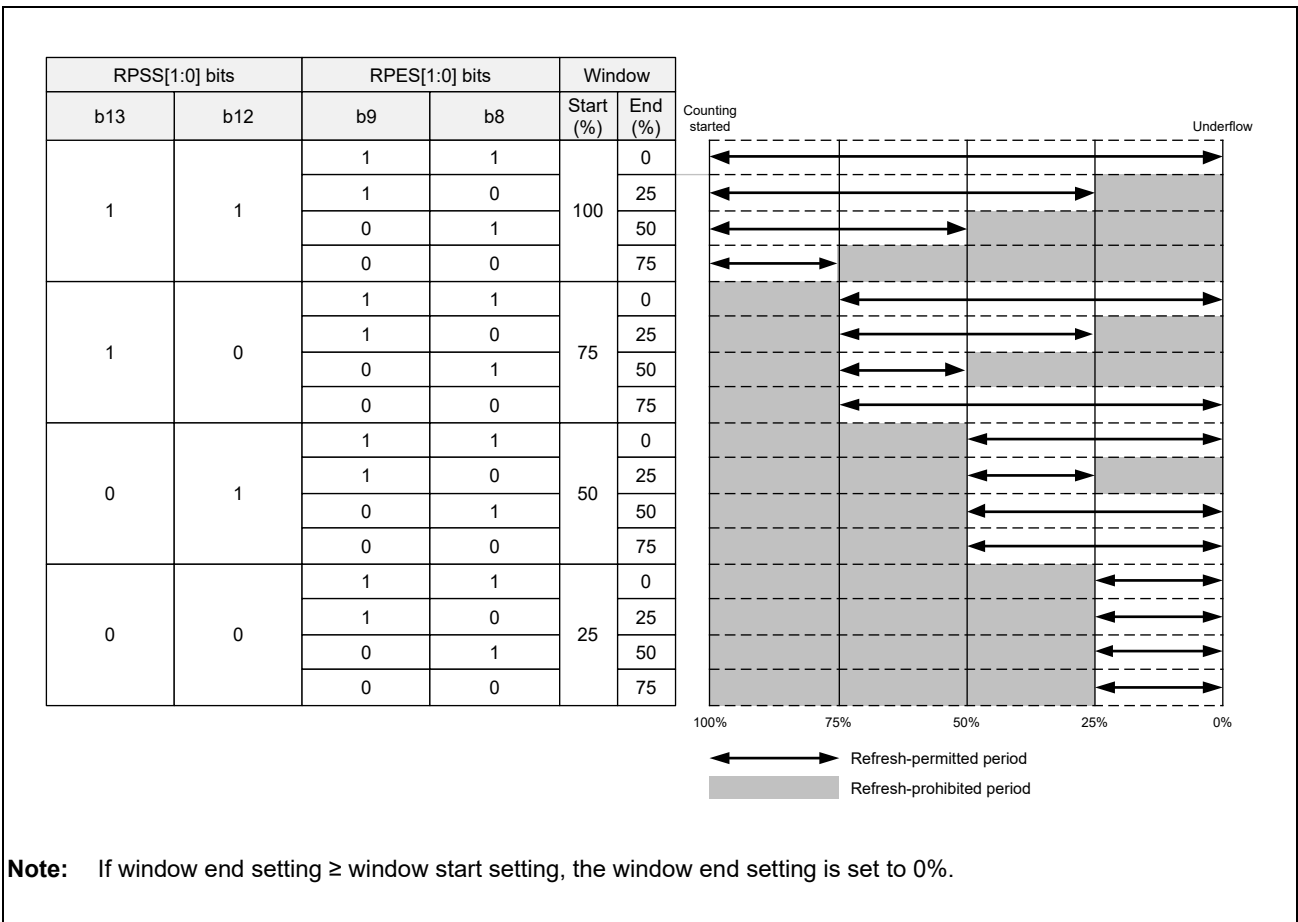 RPSS[1:0] bits RPES[1:0] bits Window
b13 b12 b9 b8 Start (%) End (%)
Counting started Underflow
1 1 1 1 100 0
1 0 25
0 1 50
0 0 75
1 0 1 1 75 0
1 0 25
0 1 50
0 0 75
0 1 1 1 50 0
1 0 25
0 1 50
0 0 75
0 0 1 1 25 0
1 0 25
0 1 50
0 0 75
100% 75% 50% 25% 0%
Refresh-permitted period
Refresh-prohibited period
Note: If window end setting ≥ window start setting, the window end setting is set to 0%.